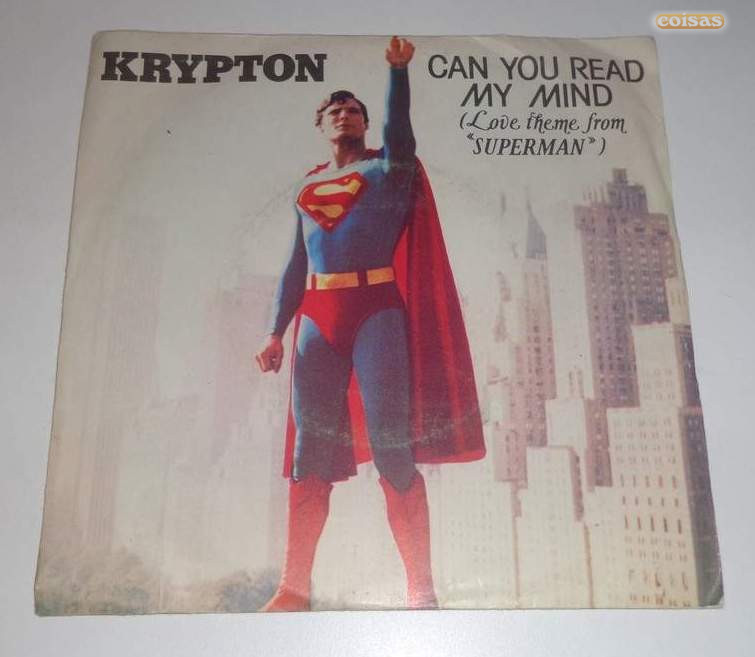 coisas
KRYPTON
CAN YOU READ
MY MIND
(Love theme from
"SUPERMAN")
S